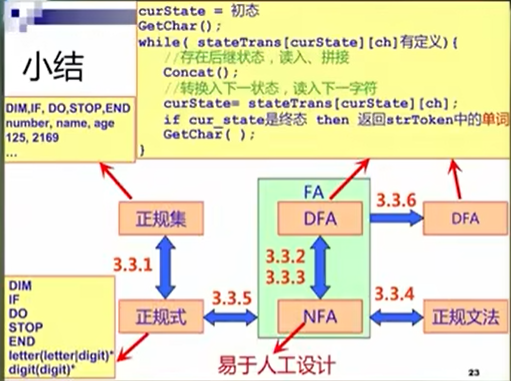 curState = 初态
GetChar();
while( stateTrans[curState][ch]有定义){
//存在后继状态，读入、拼接
Concat();
//转换入下一状态，读入下一字符
curState= stateTrans[curState][ch];
if cur_state是终态 then 返回strToken中的单词
GetChar( );
}
小结
DIM,IF, DO,STOP,END
number, name, age
125, 2169
...
FA
正规集
DFA
3.3.6
DFA
3.3.1
3.3.2
3.3.3
DIM
IF
DO
STOP
END
letter(letter|digit)*
digit(digit)*
正规式
3.3.5
NFA
3.3.4
正规文法
易于人工设计
23